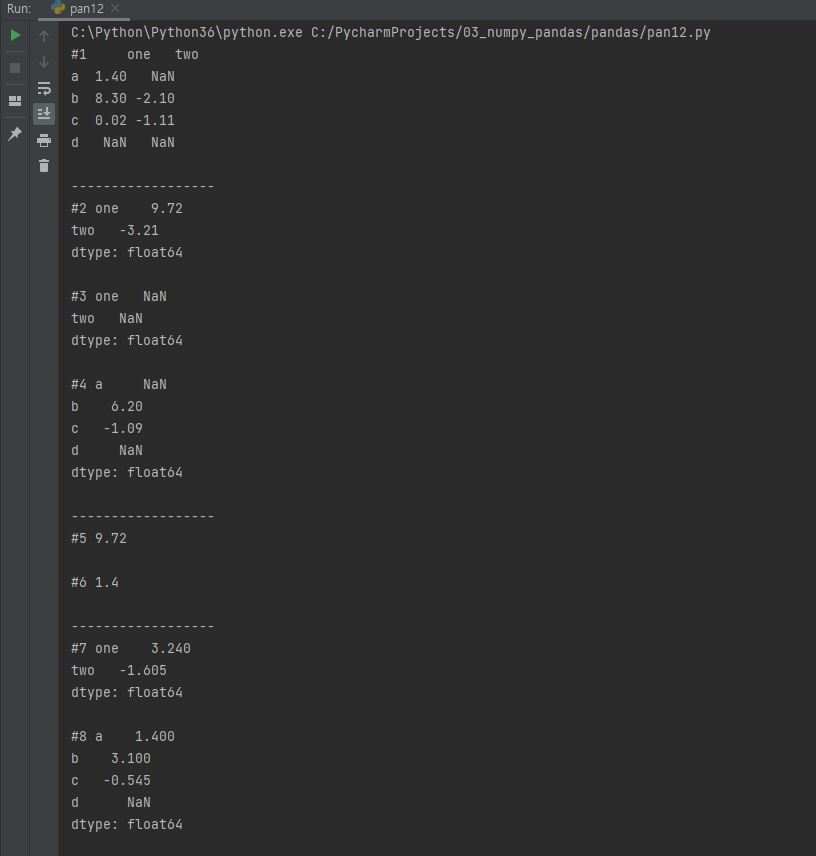 Run: pan12
C:\Python\Python36\python.exe C:/PycharmProjects/03_numpy_pandas/pandas/pan12.py
#1     one   two
a  1.40   NaN
b  8.30 -2.10
c  0.02 -1.11
d   NaN   NaN
------------------
#2 one    9.72
two   -3.21
dtype: float64
#3 one   NaN
two   NaN
dtype: float64
#4 a     NaN
b    6.20
c   -1.09
d     NaN
dtype: float64
------------------
#5 9.72
#6 1.4
------------------
#7 one    3.240
two   -1.605
dtype: float64
#8 a    1.400
b    3.100
c   -0.545
d      NaN
dtype: float64